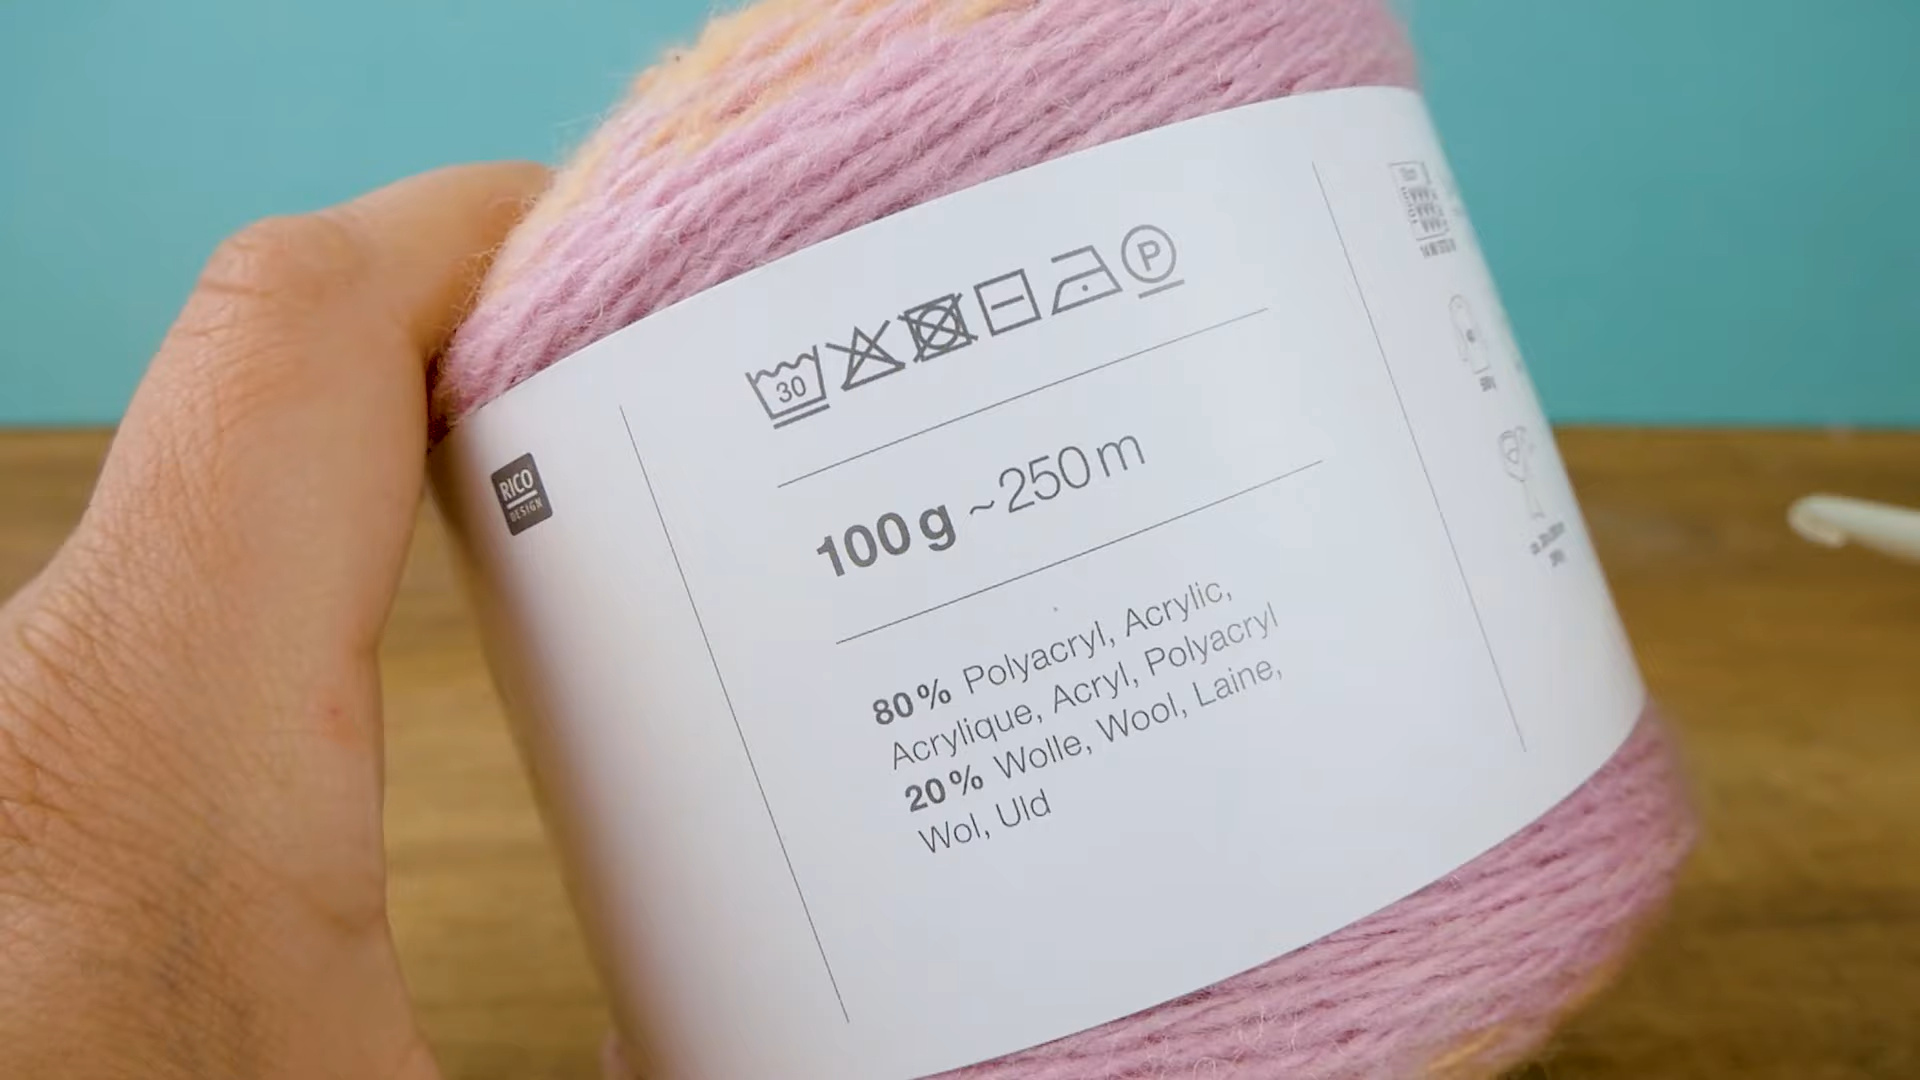 RICO
DESIGN
30
P
100 g ~ 250 m
80 % Polyacryl, Acrylic,
Acrylique, Acryl, Polyacryl
20 % Wolle, Wool, Laine,
Wol, Uld